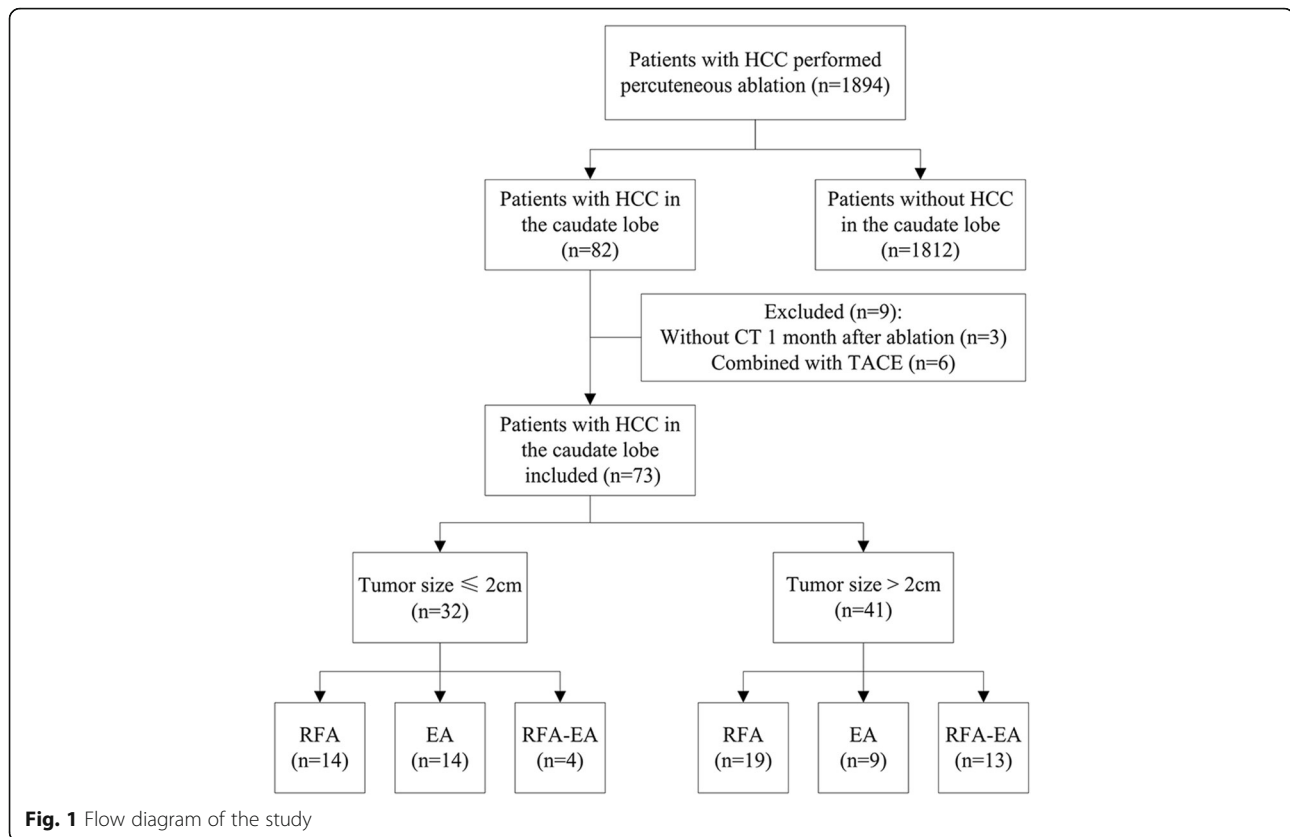 Patients with HCC performed
percuteneous ablation (n=1894)
Patients with HCC in
the caudate lobe
(n=82)
Patients without HCC
in the caudate lobe
(n=1812)
Excluded (n=9):
Without CT 1 month after ablation (n=3)
Combined with TACE (n=6)
Patients with HCC in
the caudate lobe
included (n=73)
Tumor size ≤ 2cm
(n=32)
Tumor size > 2cm
(n=41)
RFA
(n=14)
EA
(n=14)
RFA-EA
(n=4)
RFA
(n=19)
EA
(n=9)
RFA-EA
(n=13)
Fig. 1 Flow diagram of the study